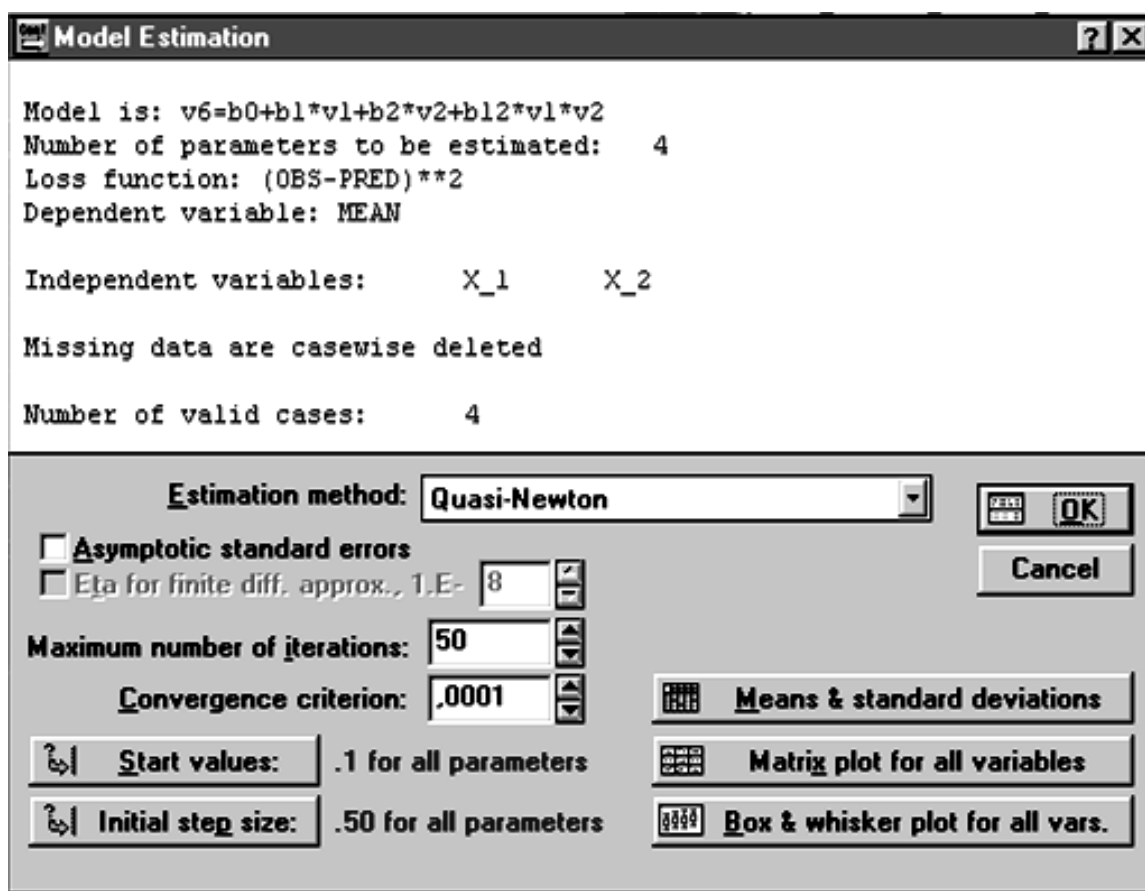 Model Estimation
Model is: v6=b0+b1*v1+b2*v2+b12*v1*v2
Number of parameters to be estimated: 4
Loss function: (OBS-PRED)**2
Dependent variable: MEAN
Independent variables: X_1 X_2
Missing data are casewise deleted
Number of valid cases: 4
Estimation method: Quasi-Newton
OK
Asymptotic standard errors
Cancel
Eta for finite diff. approx., 1.E- 8
Maximum number of iterations: 50
Convergence criterion: ,0001
Means & standard deviations
Start values: .1 for all parameters
Matrix plot for all variables
Initial step size: .50 for all parameters
Box & whisker plot for all vars.